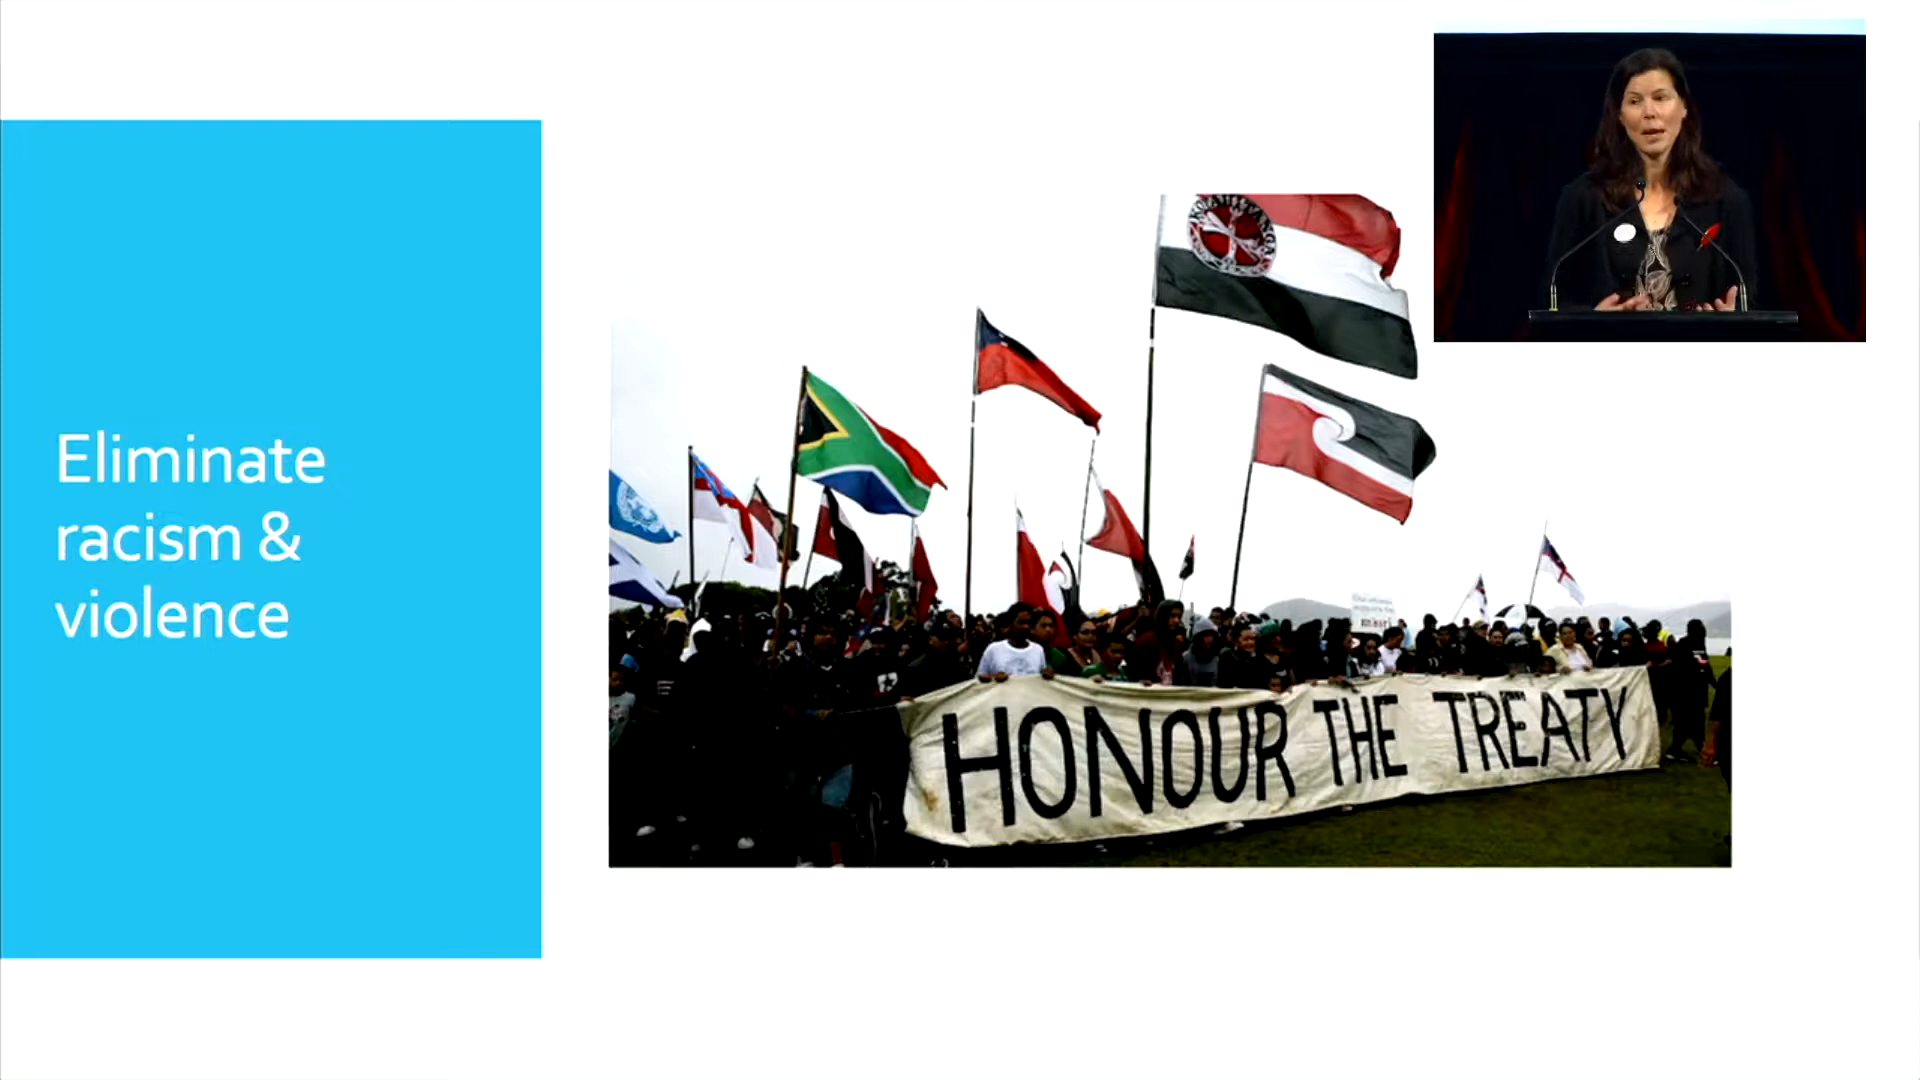 Eliminate
racism &
violence
HONOUR THE TREATY